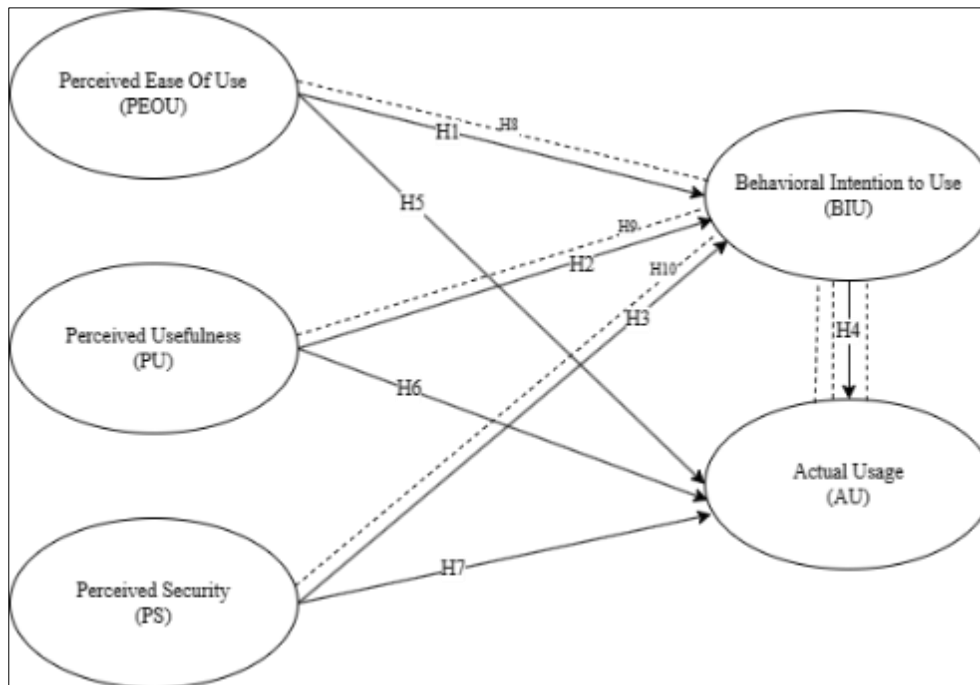 Perceived Ease Of Use
(PEOU)
H8
H1
Behavioral Intention to Use
(BIU)
H5
H9
H2
H10
H3
Perceived Usefulness
(PU)
H4
H6
Actual Usage
(AU)
H7
Perceived Security
(PS)